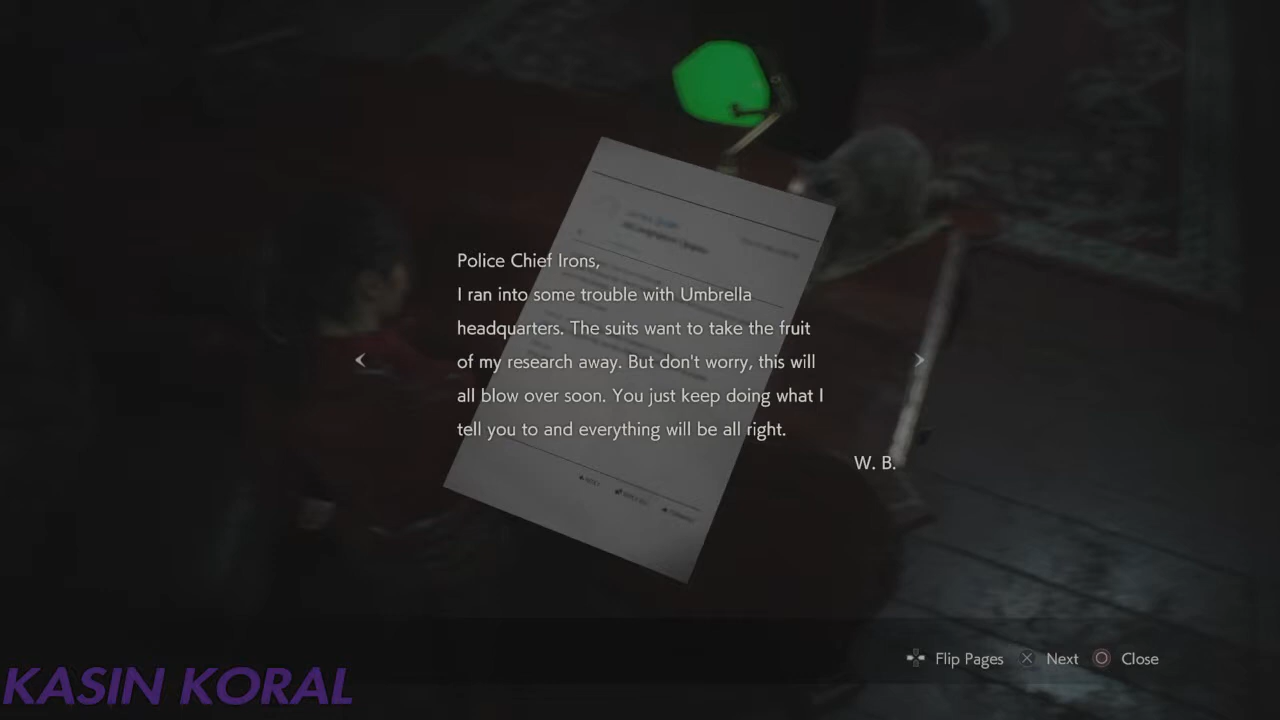 Police Chief Irons,
I ran into some trouble with Umbrella
headquarters. The suits want to take the fruit
of my research away. But don't worry, this will
all blow over soon. You just keep doing what I
tell you to and everything will be all right.
W. B.
Flip Pages Next Close
KASIN KORAL